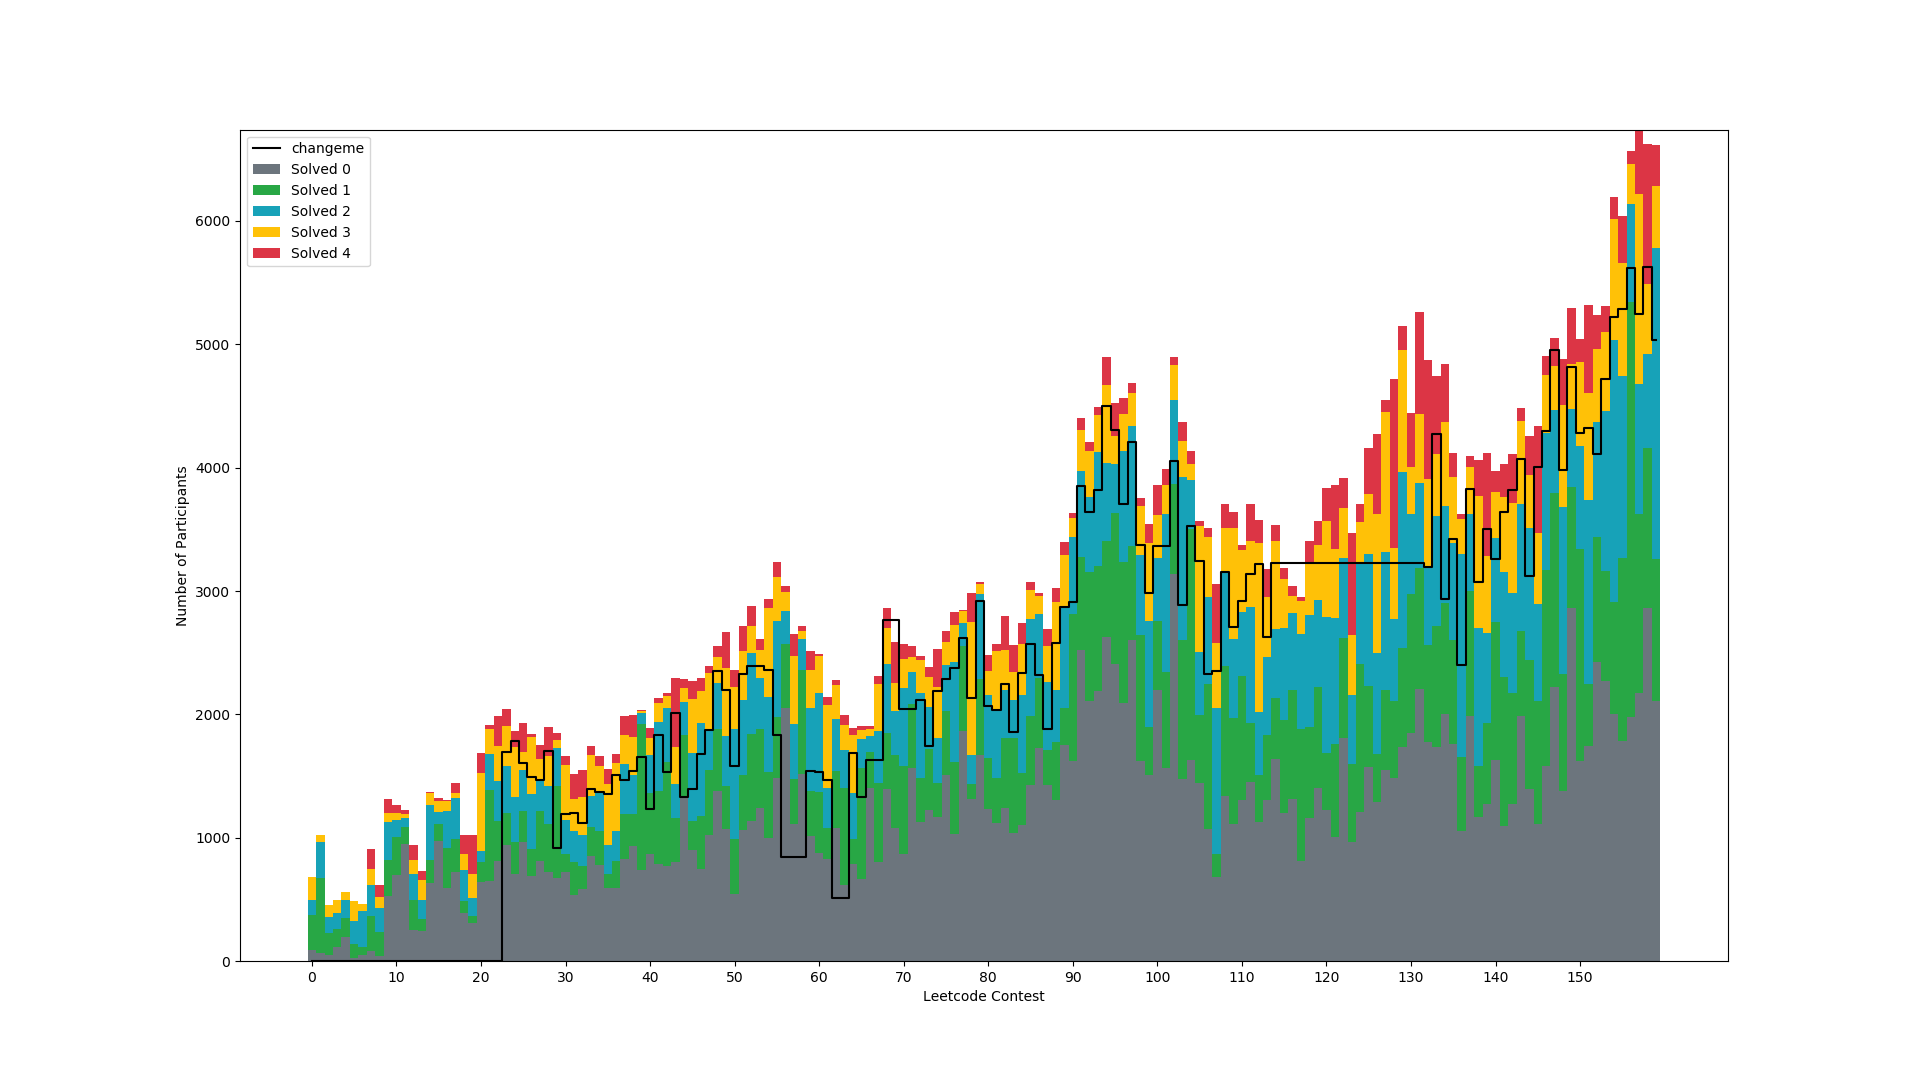 changeme
Solved 0
Solved 1
Solved 2
Solved 3
Solved 4
6000
5000
4000
3000
2000
1000
0
Number of Participants
0 10 20 30 40 50 60 70 80 90 100 110 120 130 140 150
Leetcode Contest